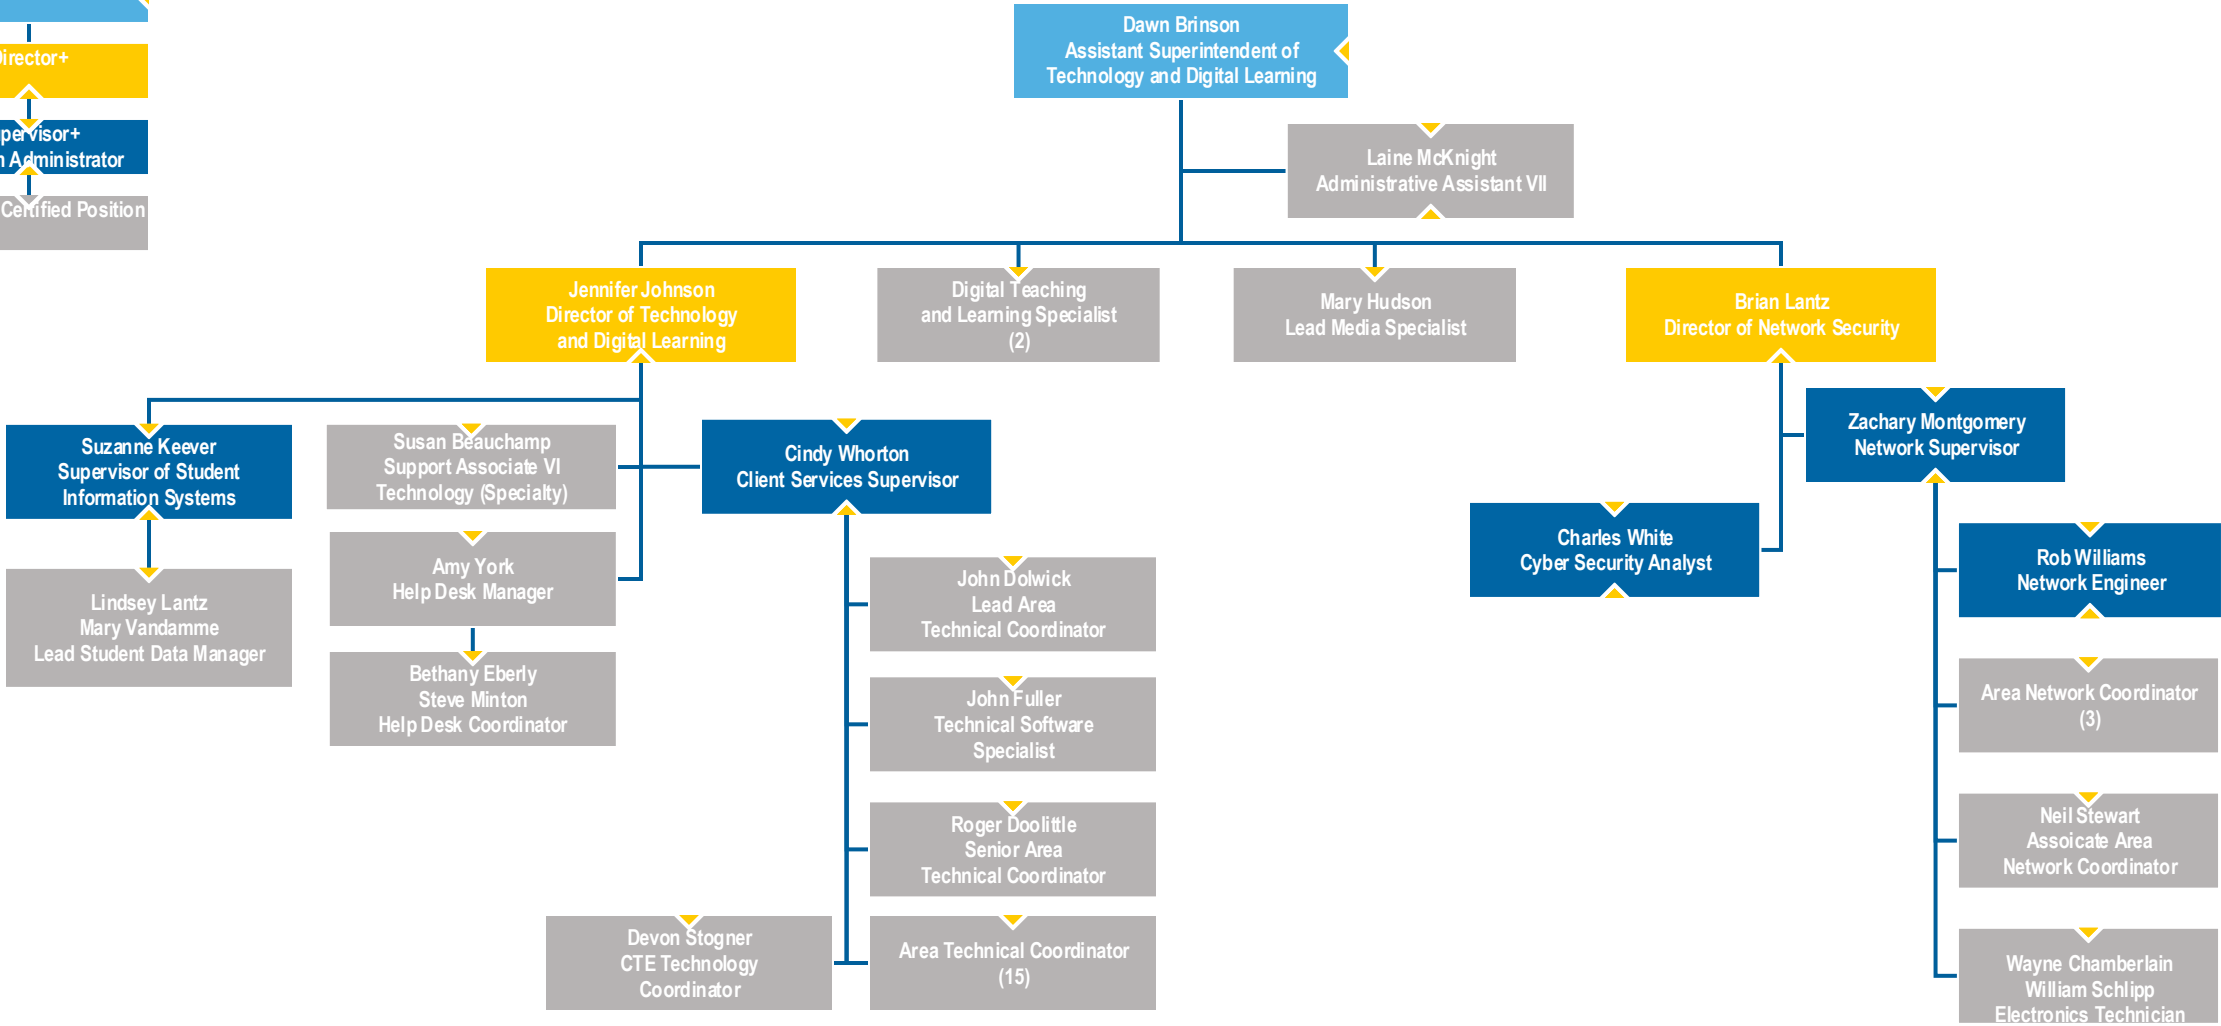 Director+
Supervisor+
Administrator
Certified Position
Dawn Brinson
Assistant Superintendent of
Technology and Digital Learning
Laine McKnight
Administrative Assistant VII
Jennifer Johnson
Director of Technology
and Digital Learning
Digital Teaching
and Learning Specialist
(2)
Mary Hudson
Lead Media Specialist
Brian Lantz
Director of Network Security
Suzanne Keever
Supervisor of Student
Information Systems
Susan Beauchamp
Support Associate VI
Technology (Specialty)
Cindy Whorton
Client Services Supervisor
Zachary Montgomery
Network Supervisor
Amy York
Help Desk Manager
Charles White
Cyber Security Analyst
Rob Williams
Network Engineer
Lindsey Lantz
Mary Vandamme
Lead Student Data Manager
Bethany Eberly
Steve Minton
Help Desk Coordinator
John Dolwick
Lead Area
Technical Coordinator
John Fuller
Technical Software
Specialist
Roger Doolittle
Senior Area
Technical Coordinator
Devon Stogner
CTE Technology
Coordinator
Area Technical Coordinator
(15)
Area Network Coordinator
(3)
Neil Stewart
Assoicate Area
Network Coordinator
Wayne Chamberlain
William Schlipp
Electronics Technician